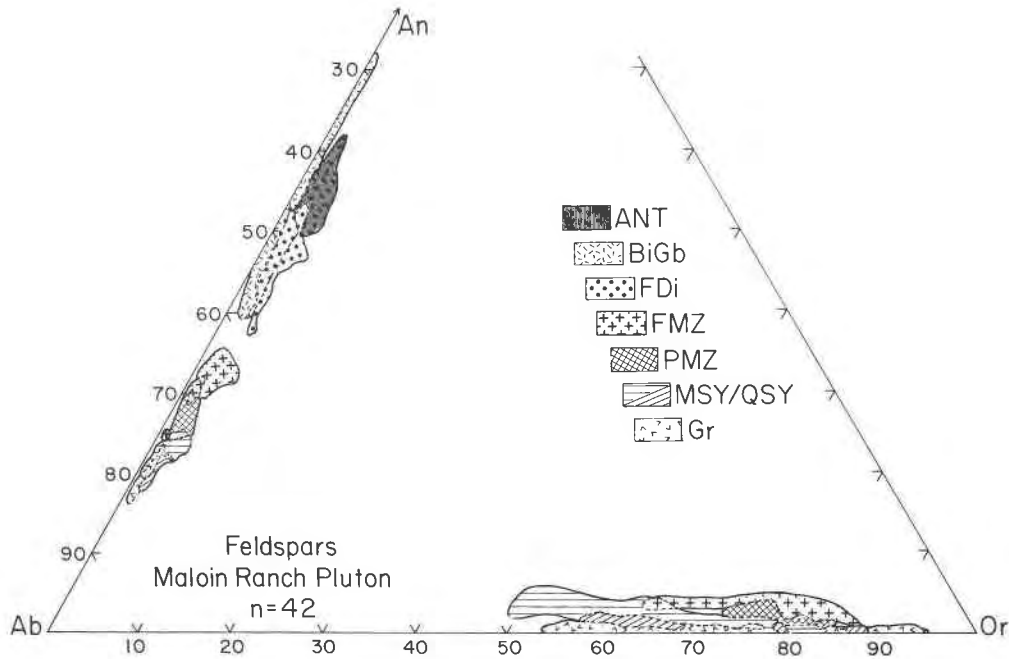 An
30
40
50
60
70
80
90
ANT
BiGb
FDi
FMZ
PMZ
MSY/QSY
Gr
Feldspars
Maloin Ranch Pluton
n=42
Ab
Or
10 20 30 40 50 60 70 80 90